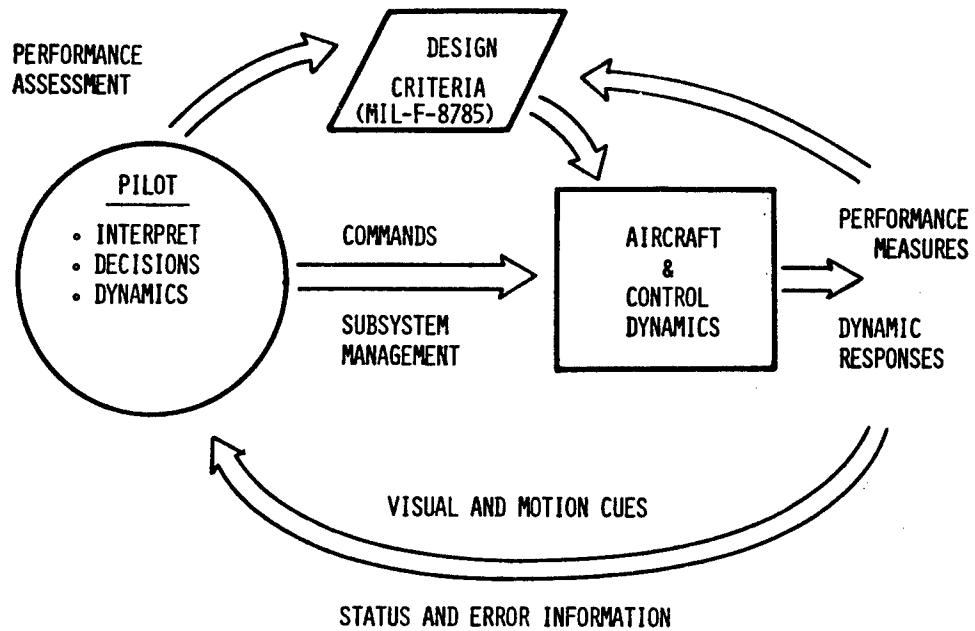 PERFORMANCE
ASSESSMENT
DESIGN
CRITERIA
(MIL-F-8785)
PILOT
• INTERPRET
• DECISIONS
• DYNAMICS
COMMANDS
SUBSYSTEM
MANAGEMENT
AIRCRAFT
&
CONTROL
DYNAMICS
PERFORMANCE
MEASURES
DYNAMIC
RESPONSES
VISUAL AND MOTION CUES
STATUS AND ERROR INFORMATION